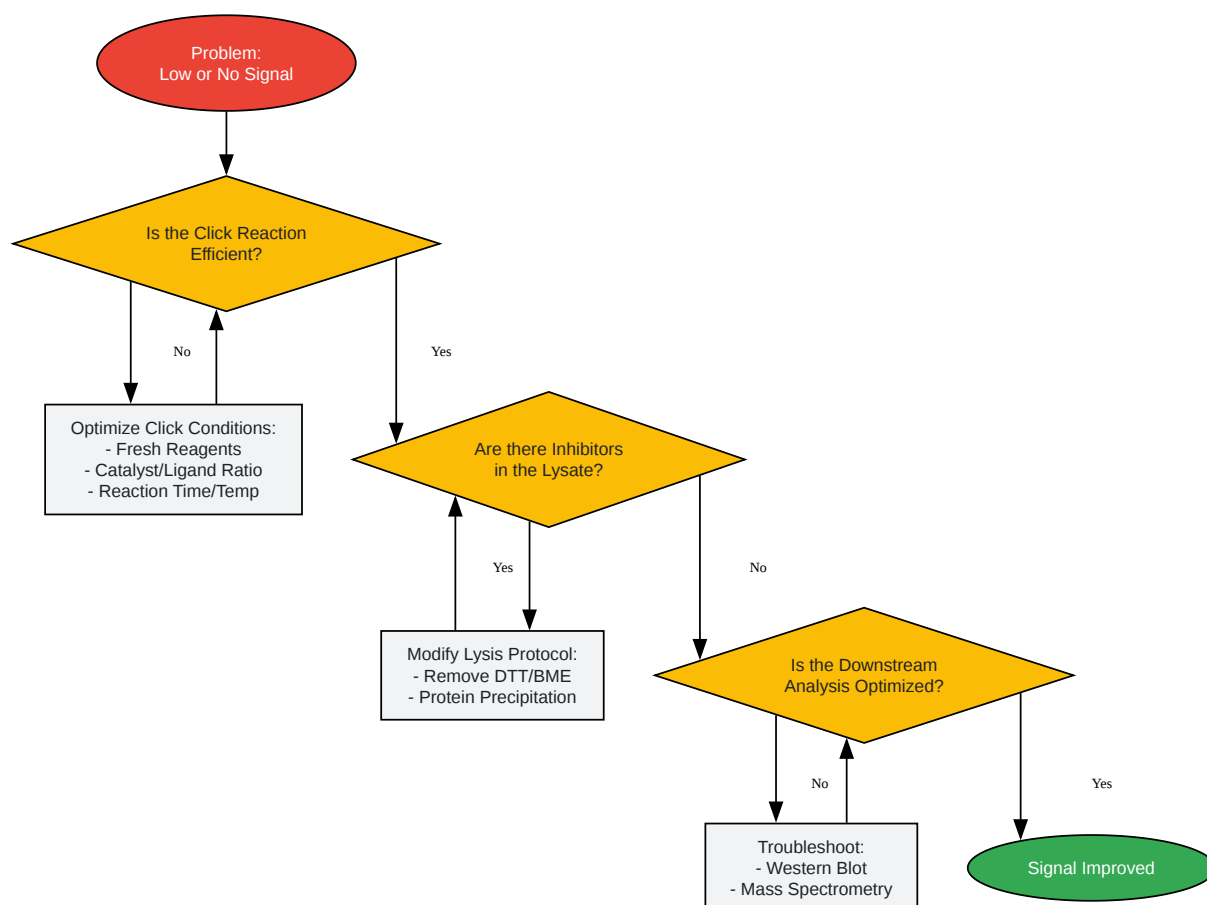 Problem:
Low or No Signal
Is the Click Reaction
Efficient?
No
Yes
Optimize Click Conditions:
- Fresh Reagents
- Catalyst/Ligand Ratio
- Reaction Time/Temp
Are there Inhibitors
in the Lysate?
Yes
No
Modify Lysis Protocol:
- Remove DTT/BME
- Protein Precipitation
Is the Downstream
Analysis Optimized?
No
Yes
Troubleshoot:
- Western Blot
- Mass Spectrometry
Signal Improved